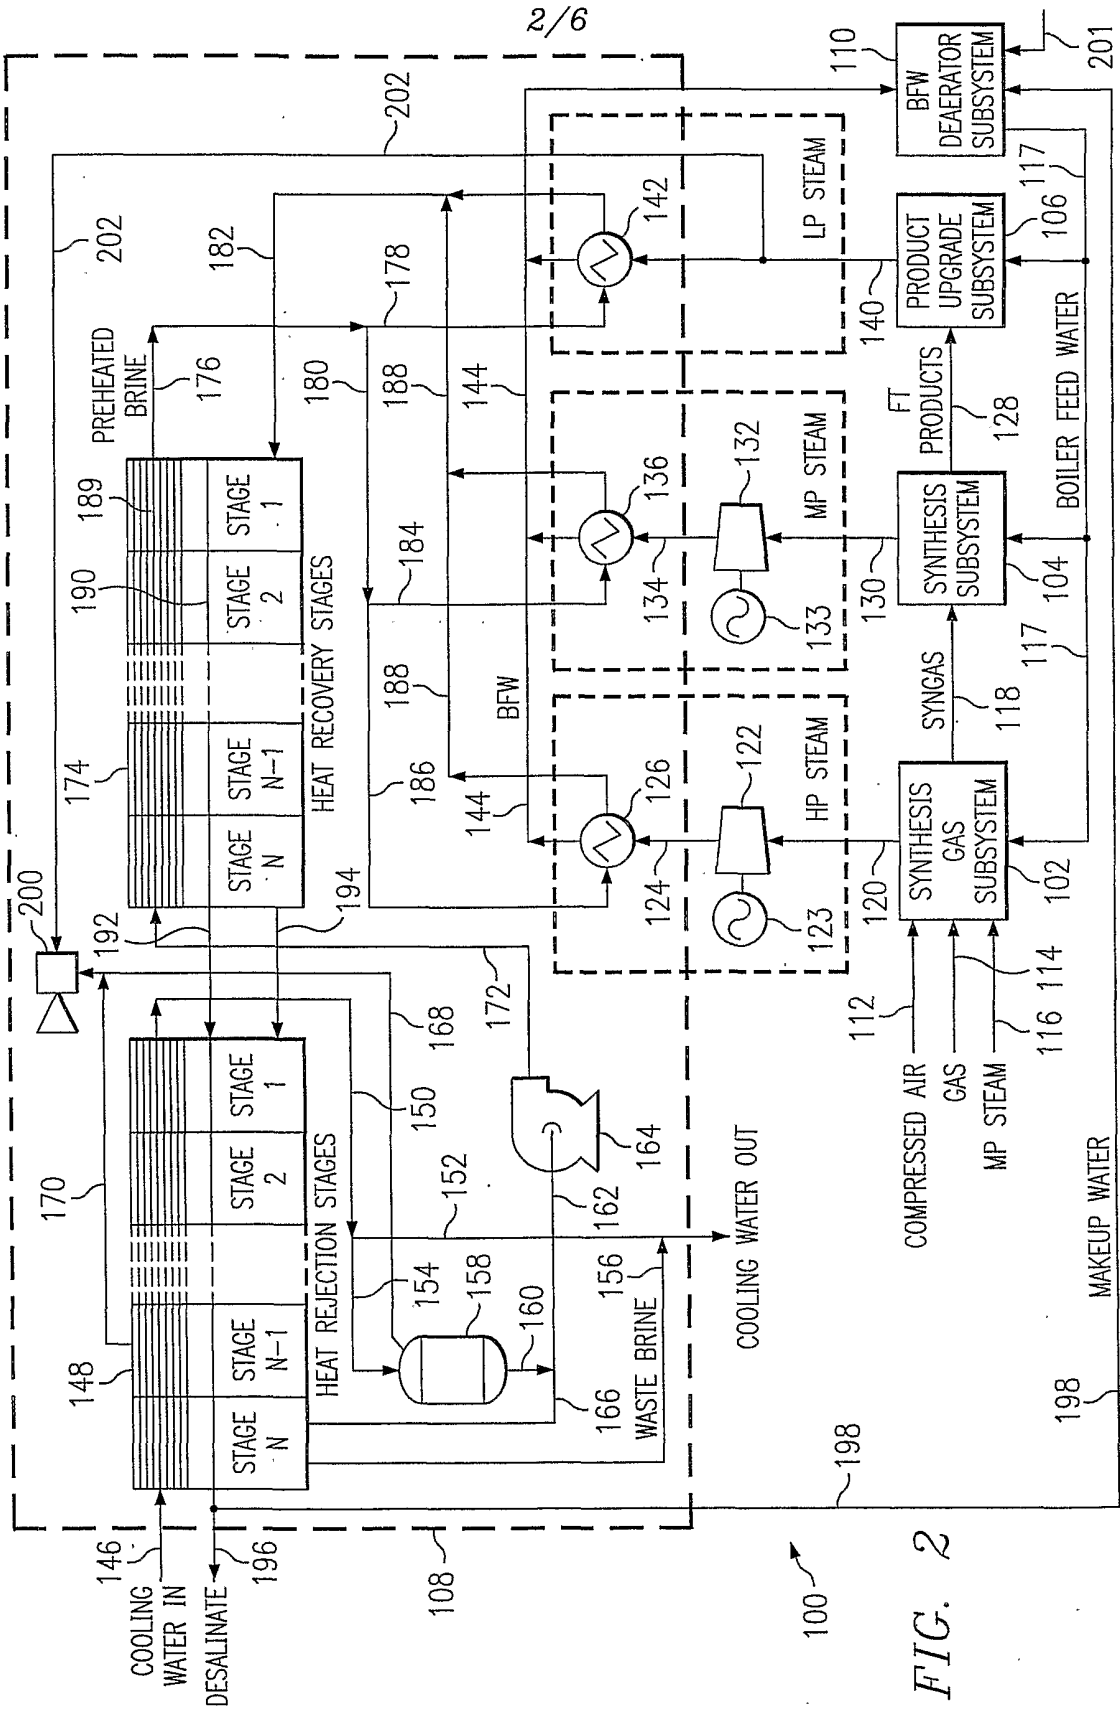 2/6
202
202
200
170
168
182
PREHEATED
BRINE
176
178
180
188
144
184
188
186
144
BFW
189
190
174
STAGE
1
STAGE
2
STAGE
N-1
STAGE
N
HEAT RECOVERY STAGES
192
194
172
148
STAGE
1
STAGE
2
STAGE
N-1
STAGE
N
HEAT REJECTION STAGES
150
152
154
158
160
162
164
166
156
WASTE BRINE
COOLING WATER OUT
146
COOLING
WATER IN
196
DESALINATE
108
198
198
MAKEUP WATER
142
LP STEAM
140
136
134
132
133
MP STEAM
130
126
124
122
123
HP STEAM
120
110
BFW
DEAERATOR
SUBSYSTEM
201
117
PRODUCT
UPGRADE
SUBSYSTEM
106
FT
PRODUCTS
128
BOILER FEED WATER
SYNTHESIS
SUBSYSTEM
104
117
SYNGAS
118
SYNTHESIS
GAS
SUBSYSTEM
102
112
114
116
COMPRESSED AIR
GAS
MP STEAM
100
FIG. 2